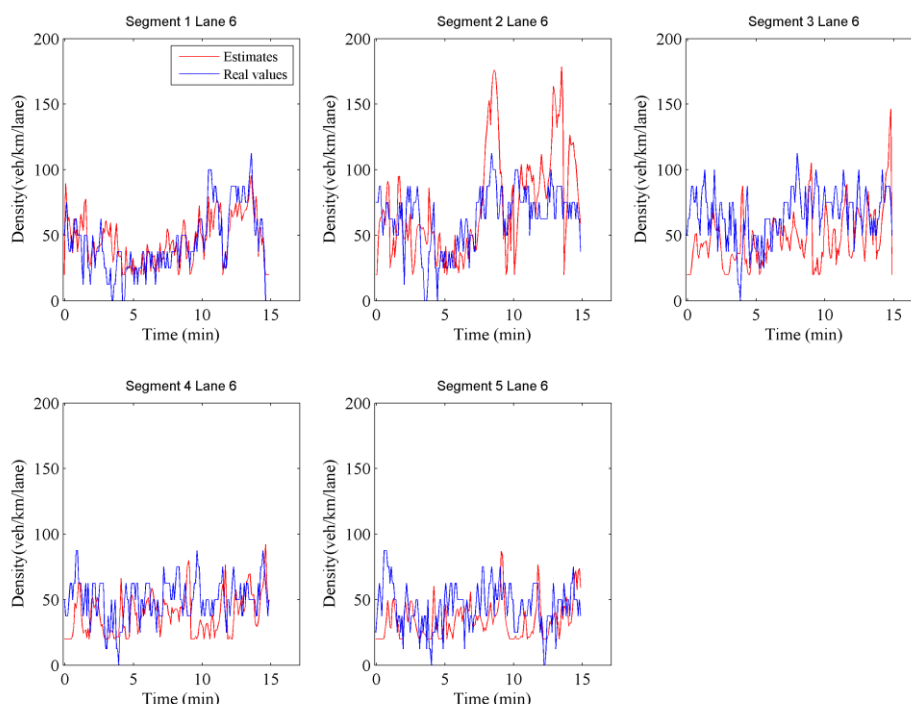 Segment 1 Lane 6
Segment 2 Lane 6
Segment 3 Lane 6
200
150
100
50
0
Density(veh/km/lane)
Estimates
Real values
0
5
10
15
Time (min)
200
150
100
50
0
Density(veh/km/lane)
0
5
10
15
Time (min)
200
150
100
50
0
Density(veh/km/lane)
0
5
10
15
Time (min)
Segment 4 Lane 6
Segment 5 Lane 6
200
150
100
50
0
Density(veh/km/lane)
0
5
10
15
Time (min)
200
150
100
50
0
Density(veh/km/lane)
0
5
10
15
Time (min)